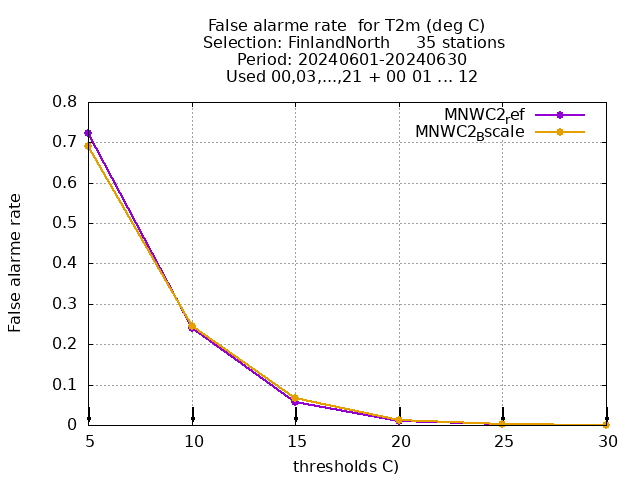 False alarme rate  for T2m (deg C)
Selection: FinlandNorth     35 stations
Period: 20240601-20240630
Used 00,03,...,21 + 00 01 ... 12
MNWC2ref
MNWC2Bscale
0.8
0.7
0.6
0.5
0.4
0.3
0.2
0.1
0
False alarme rate
5 10 15 20 25 30
thresholds C)